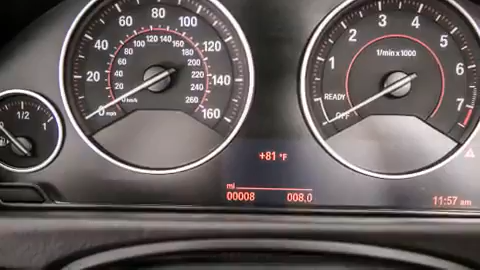 0 20 40 60 80 100 120 140 160
mph
0 20 40 60 80 100 120 140 160 180 200 220 240 260
km/h
1/2 1
1 2 3 4 5 6 7
1/min x1000
READY
OFF
+81 °F
mi
00008 008,0
11:57 am